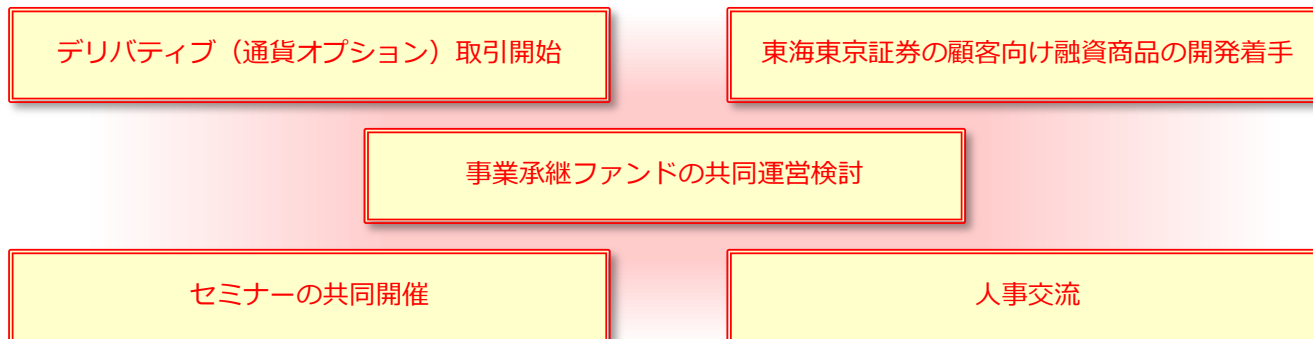 デリバティブ（通貨オプション）取引開始
東海東京証券の顧客向け融資商品の開発着手
事業承継ファンドの共同運営検討
セミナーの共同開催
人事交流